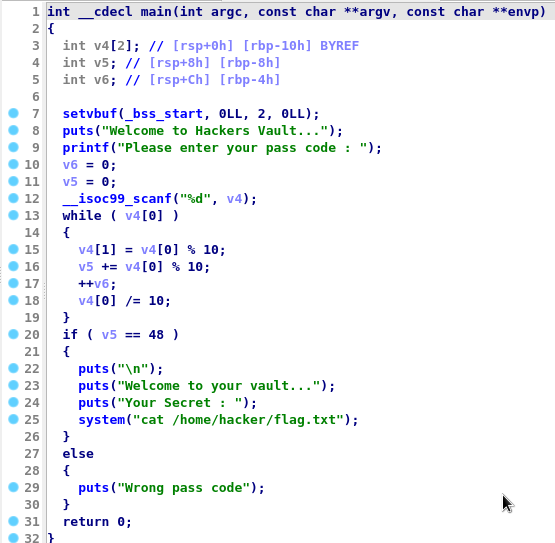 1 int __cdecl main(int argc, const char **argv, const char **envp)
2 {
3 int v4[2]; // [rsp+0h] [rbp-10h] BYREF
4 int v5; // [rsp+8h] [rbp-8h]
5 int v6; // [rsp+Ch] [rbp-4h]
6
7 setvbuf(_bss_start, 0LL, 2, 0LL);
8 puts("Welcome to Hackers Vault...");
9 printf("Please enter your pass code : ");
10 v6 = 0;
11 v5 = 0;
12 __isoc99_scanf("%d", v4);
13 while ( v4[0] )
14 {
15 v4[1] = v4[0] % 10;
16 v5 += v4[0] % 10;
17 ++v6;
18 v4[0] /= 10;
19 }
20 if ( v5 == 48 )
21 {
22 puts("\n");
23 puts("Welcome to your vault...");
24 puts("Your Secret : ");
25 system("cat /home/hacker/flag.txt");
26 }
27 else
28 {
29 puts("Wrong pass code");
30 }
31 return 0;
32 }